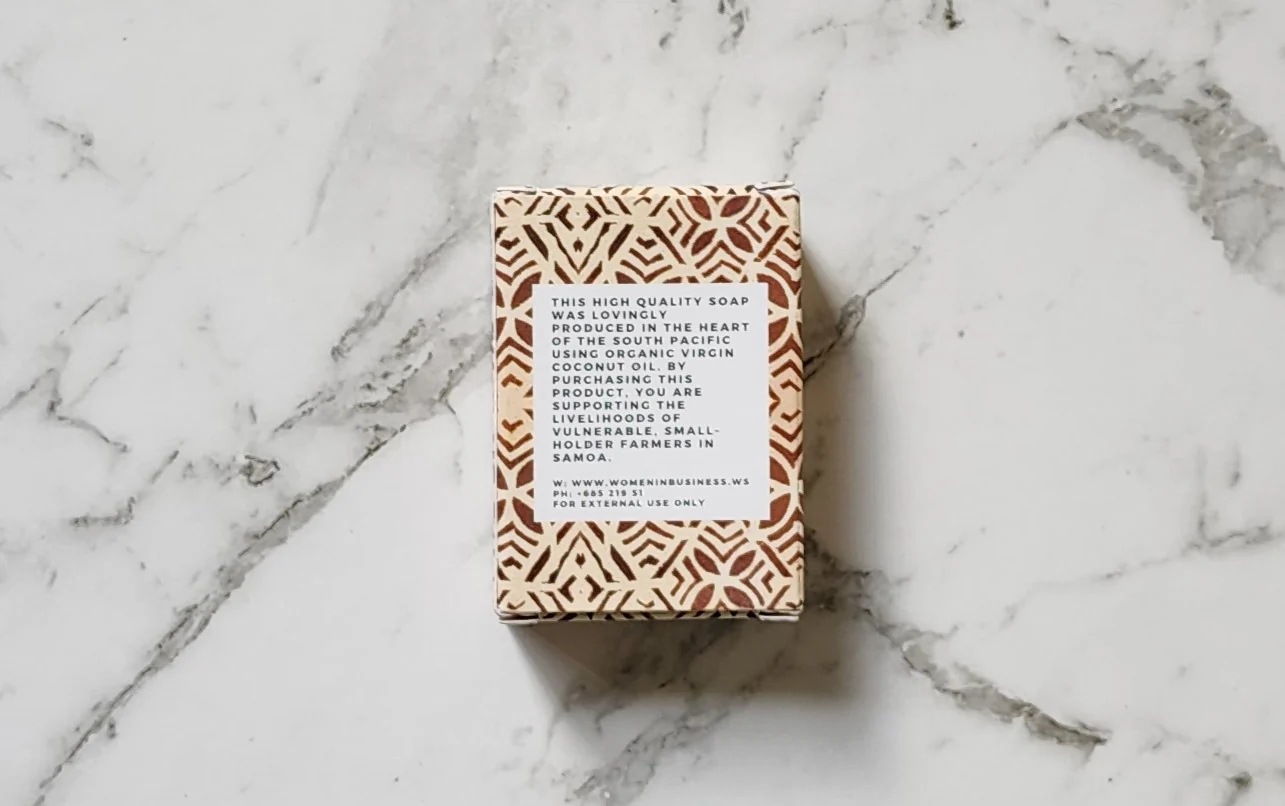 THIS HIGH QUALITY SOAP
WAS LOVINGLY
PRODUCED IN THE HEART
OF THE SOUTH PACIFIC
USING ORGANIC VIRGIN
COCONUT OIL. BY
PURCHASING THIS
PRODUCT, YOU ARE
SUPPORTING THE
LIVELIHOODS OF
VULNERABLE, SMALL-
HOLDER FARMERS IN
SAMOA.
W: WWW.WOMENINBUSINESS.WS
PH: +685 219 51
FOR EXTERNAL USE ONLY